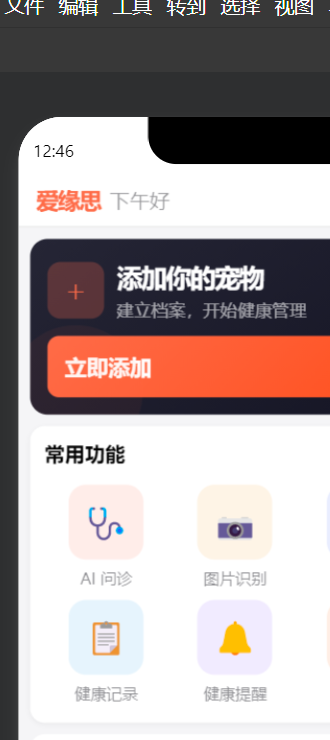 文件 编辑 工具 转到 选择 视图
12:46
爱缘思 下午好
添加你的宠物
建立档案，开始健康管理
立即添加
常用功能
AI 问诊 图片识别
健康记录 健康提醒